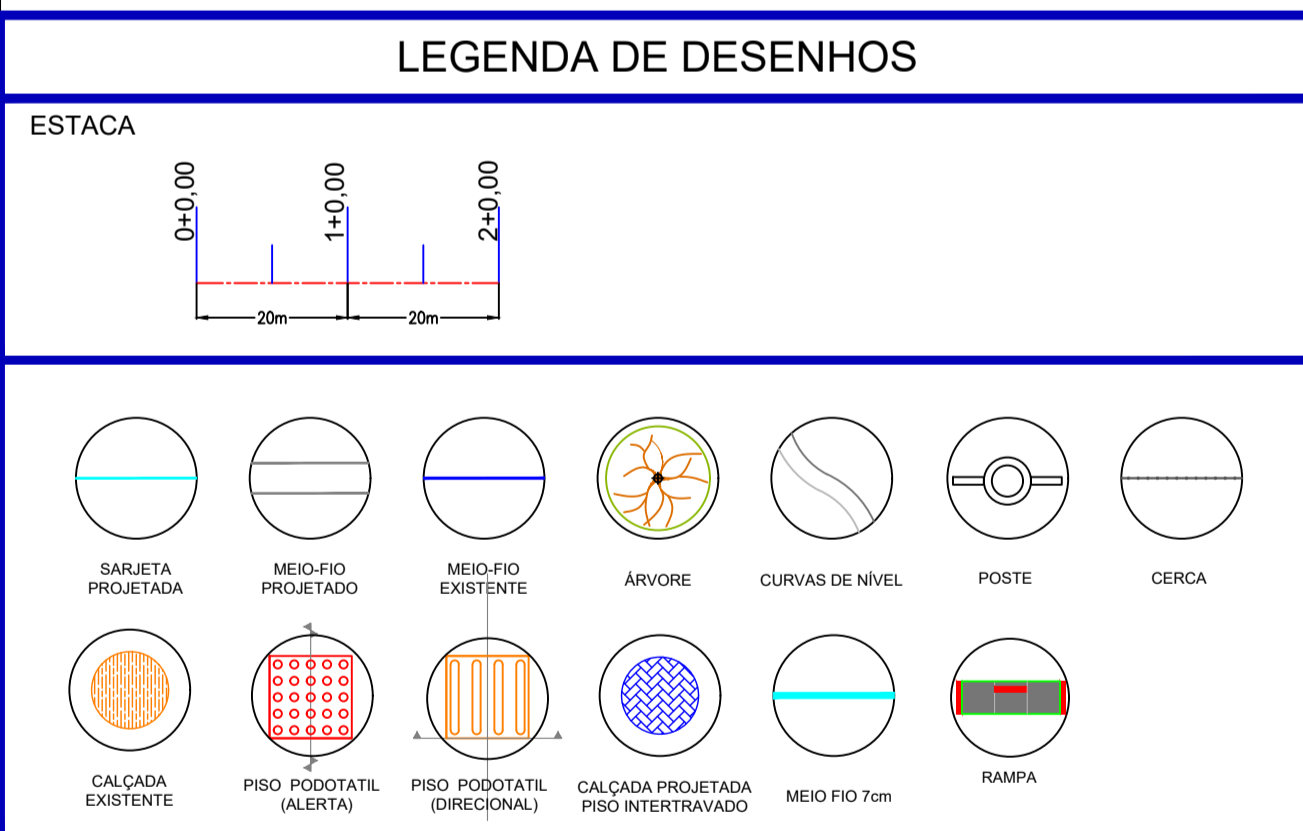 LEGENDA DE DESENHOS
ESTACA
0+0,00
1+0,00
2+0,00
20m
20m
SARJETA
PROJETADA
MEIO-FIO
PROJETADO
MEIO-FIO
EXISTENTE
ÁRVORE
CURVAS DE NÍVEL
POSTE
CERCA
CALÇADA
EXISTENTE
PISO PODOTATIL
(ALERTA)
PISO PODOTATIL
(DIRECIONAL)
CALÇADA PROJETADA
PISO INTERTRAVADO
MEIO FIO 7cm
RAMPA